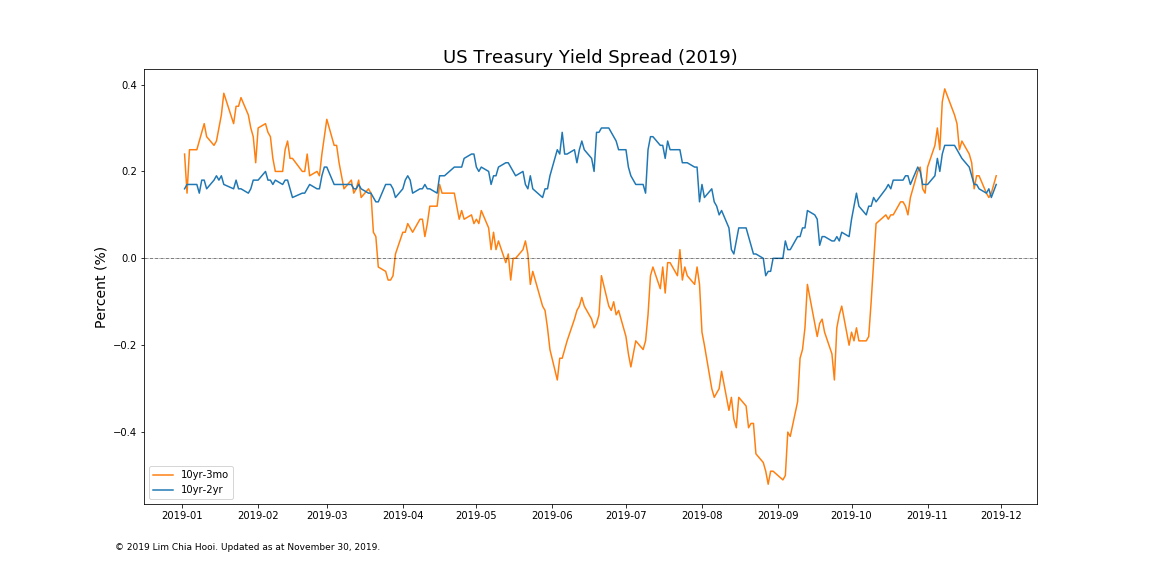 US Treasury Yield Spread (2019)
Percent (%)
0.4
0.2
0.0
−0.2
−0.4
10yr-3mo
10yr-2yr
2019-01 2019-02 2019-03 2019-04 2019-05 2019-06 2019-07 2019-08 2019-09 2019-10 2019-11 2019-12
© 2019 Lim Chia Hooi. Updated as at November 30, 2019.